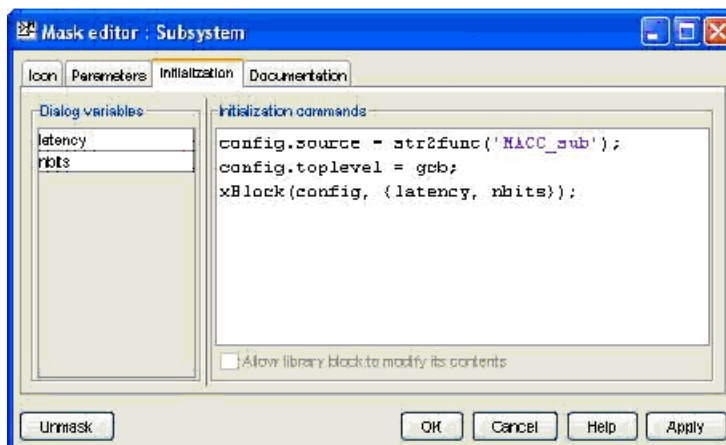 Mask editor : Subsystem
Icon Parameters Initialization Documentation
Dialog variables
latency
nbits
Initialization commands
config.source = str2func('MACC_sub');
config.toplevel = gcb;
xBlock(config, {latency, nbits});
Allow library block to modify its contents
Unmask OK Cancel Help Apply